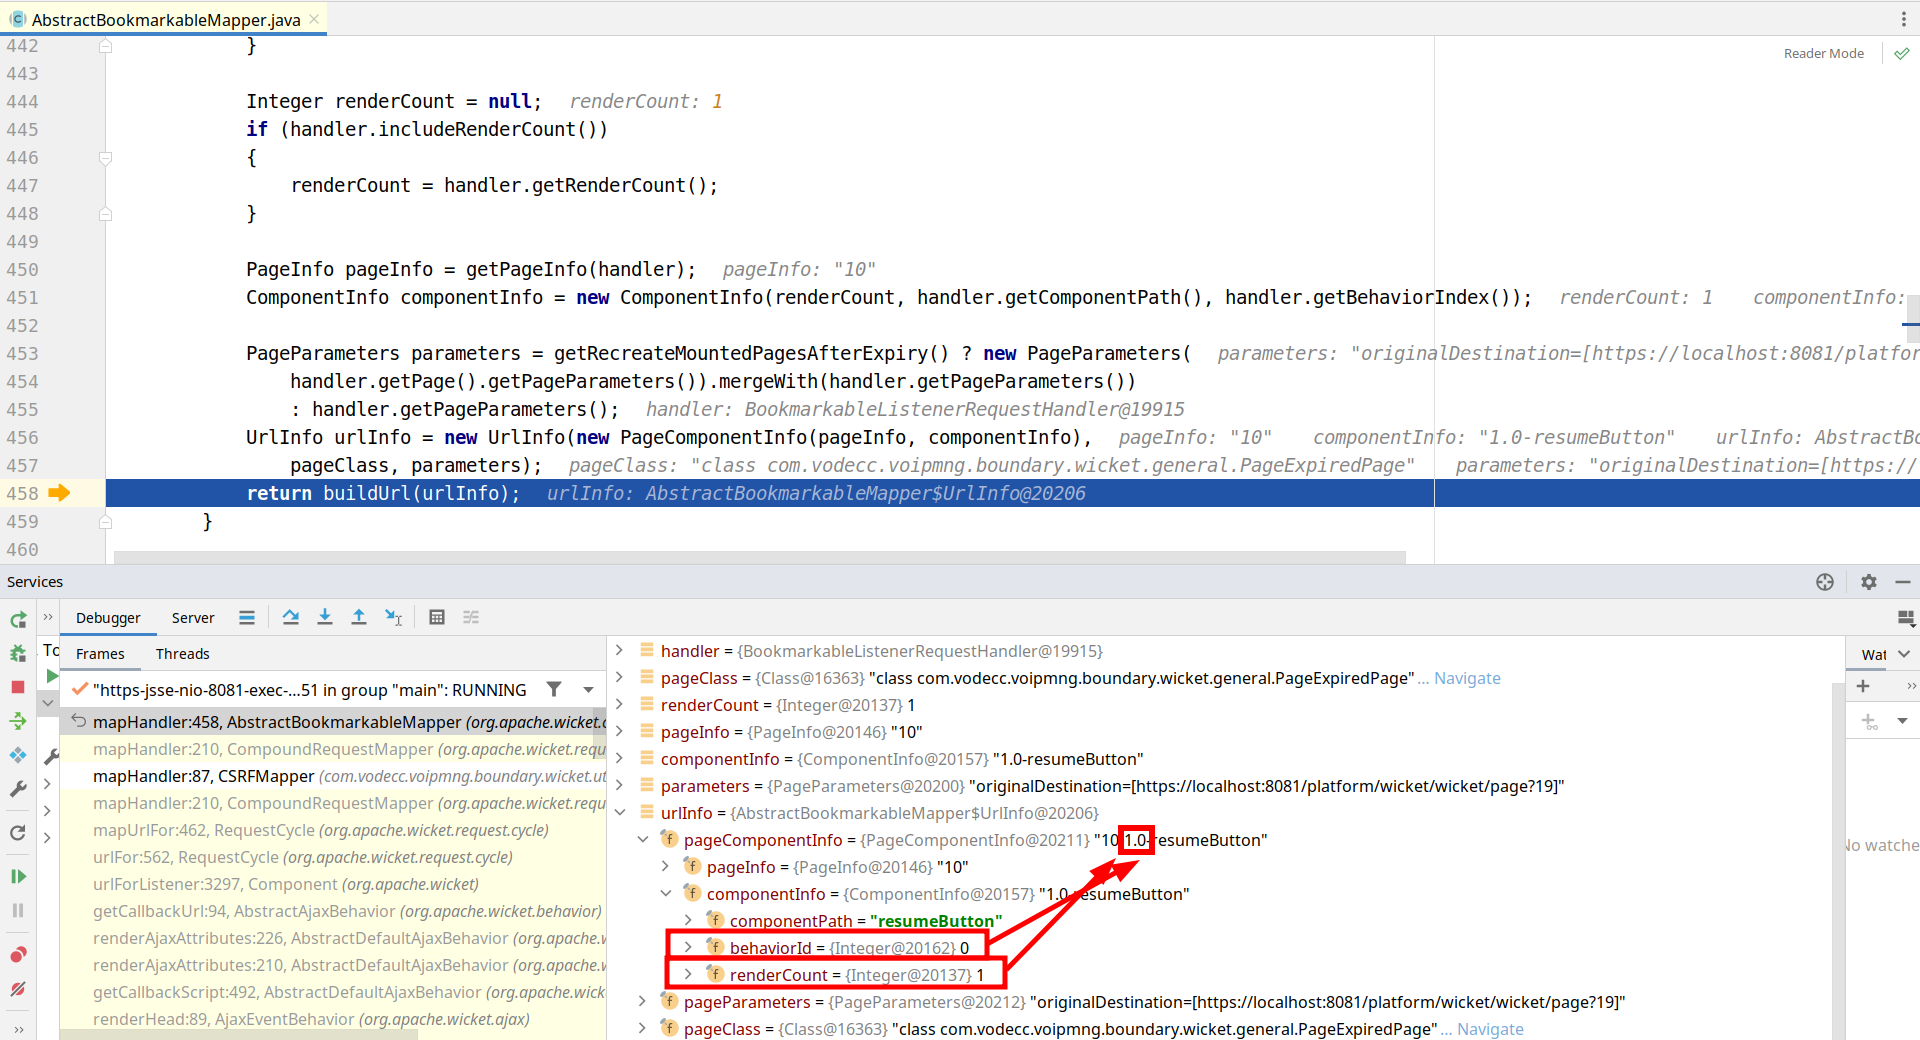 AbstractBookmarkableMapper.java
Reader Mode
442 }
443
444 Integer renderCount = null; renderCount: 1
445 if (handler.includeRenderCount())
446 {
447 renderCount = handler.getRenderCount();
448 }
449
450 PageInfo pageInfo = getPageInfo(handler); pageInfo: "10"
451 ComponentInfo componentInfo = new ComponentInfo(renderCount, handler.getComponentPath(), handler.getBehaviorIndex()); renderCount: 1 componentInfo:
452
453 PageParameters parameters = getRecreateMountedPagesAfterExpiry() ? new PageParameters( parameters: "originalDestination=[https://localhost:8081/platfor
454 handler.getPage().getPageParameters()).mergeWith(handler.getPageParameters())
455 : handler.getPageParameters(); handler: BookmarkableListenerRequestHandler@19915
456 UrlInfo urlInfo = new UrlInfo(new PageComponentInfo(pageInfo, componentInfo), pageInfo: "10" componentInfo: "1.0-resumeButton" urlInfo: AbstractBo
457 pageClass, parameters); pageClass: "class com.vodecc.voipmng.boundary.wicket.general.PageExpiredPage" parameters: "originalDestination=[https://
458 return buildUrl(urlInfo); urlInfo: AbstractBookmarkableMapper$UrlInfo@20206
459 }
460
Services
Debugger Server
To
Frames Threads
"https-jsse-nio-8081-exec-...51 in group "main": RUNNING
mapHandler:458, AbstractBookmarkableMapper (org.apache.wicket.c
mapHandler:210, CompoundRequestMapper (org.apache.wicket.requ
mapHandler:87, CSRFMapper (com.vodecc.voipmng.boundary.wicket.ut
mapHandler:210, CompoundRequestMapper (org.apache.wicket.requ
mapUrlFor:462, RequestCycle (org.apache.wicket.request.cycle)
urlFor:562, RequestCycle (org.apache.wicket.request.cycle)
urlForListener:3297, Component (org.apache.wicket)
getCallbackUrl:94, AbstractAjaxBehavior (org.apache.wicket.behavior)
renderAjaxAttributes:226, AbstractDefaultAjaxBehavior (org.apache.w
renderAjaxAttributes:210, AbstractDefaultAjaxBehavior (org.apache.w
getCallbackScript:492, AbstractDefaultAjaxBehavior (org.apache.wick
renderHead:89, AjaxEventBehavior (org.apache.wicket.ajax)
handler = {BookmarkableListenerRequestHandler@19915}
pageClass = {Class@16363} "class com.vodecc.voipmng.boundary.wicket.general.PageExpiredPage"... Navigate
renderCount = {Integer@20137} 1
pageInfo = {PageInfo@20146} "10"
componentInfo = {ComponentInfo@20157} "1.0-resumeButton"
parameters = {PageParameters@20200} "originalDestination=[https://localhost:8081/platform/wicket/wicket/page?19]"
urlInfo = {AbstractBookmarkableMapper$UrlInfo@20206}
pageComponentInfo = {PageComponentInfo@20211} "10-1.0-resumeButton"
pageInfo = {PageInfo@20146} "10"
componentInfo = {ComponentInfo@20157} "1.0-resumeButton"
componentPath = "resumeButton"
behaviorId = {Integer@20162} 0
renderCount = {Integer@20137} 1
pageParameters = {PageParameters@20212} "originalDestination=[https://localhost:8081/platform/wicket/wicket/page?19]"
pageClass = {Class@16363} "class com.vodecc.voipmng.boundary.wicket.general.PageExpiredPage"... Navigate
Wat
No watche